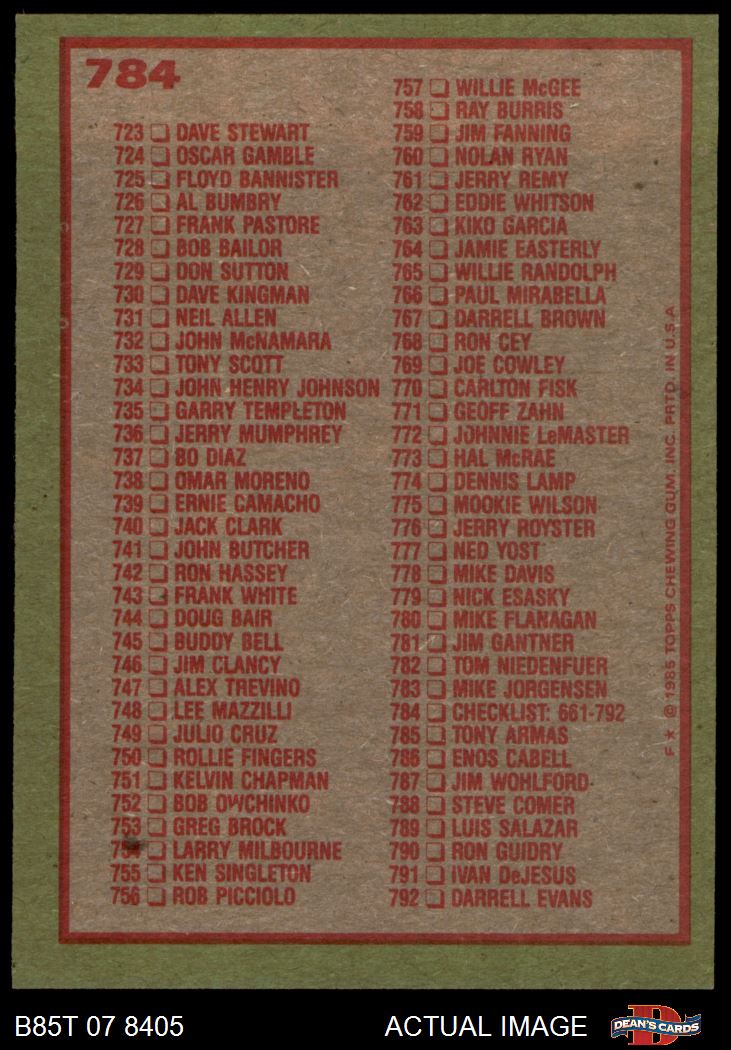 784
723 DAVE STEWART
724 OSCAR GAMBLE
725 FLOYD BANNISTER
726 AL BUMBRY
727 FRANK PASTORE
728 BOB BAILOR
729 DON SUTTON
730 DAVE KINGMAN
731 NEIL ALLEN
732 JOHN McNAMARA
733 TONY SCOTT
734 JOHN HENRY JOHNSON
735 GARRY TEMPLETON
736 JERRY MUMPHREY
737 BO DIAZ
738 OMAR MORENO
739 ERNIE CAMACHO
740 JACK CLARK
741 JOHN BUTCHER
742 RON HASSEY
743 FRANK WHITE
744 DOUG BAIR
745 BUDDY BELL
746 JIM CLANCY
747 ALEX TREVINO
748 LEE MAZZILLI
749 JULIO CRUZ
750 ROLLIE FINGERS
751 KELVIN CHAPMAN
752 BOB OWCHINKO
753 GREG BROCK
754 LARRY MILBOURNE
755 KEN SINGLETON
756 ROB PICCIOLO
757 WILLIE McGEE
758 RAY BURRIS
759 JIM FANNING
760 NOLAN RYAN
761 JERRY REMY
762 EDDIE WHITSON
763 KIKO GARCIA
764 JAMIE EASTERLY
765 WILLIE RANDOLPH
766 PAUL MIRABELLA
767 DARRELL BROWN
768 RON CEY
769 JOE COWLEY
770 CARLTON FISK
771 GEOFF ZAHN
772 JOHNNIE LeMASTER
773 HAL McRAE
774 DENNIS LAMP
775 MOOKIE WILSON
776 JERRY ROYSTER
777 NED YOST
778 MIKE DAVIS
779 NICK ESASKY
780 MIKE FLANAGAN
781 JIM GANTNER
782 TOM NIEDENFUER
783 MIKE JORGENSEN
784 CHECKLIST: 661-792
785 TONY ARMAS
786 ENOS CABELL
787 JIM WOHLFORD
788 STEVE COMER
789 LUIS SALAZAR
790 RON GUIDRY
791 IVAN DeJESUS
792 DARRELL EVANS
F ★ © 1985 TOPPS CHEWING GUM, INC. PRTD. IN U.S.A.
B85T 07 8405
ACTUAL IMAGE
D
DEAN'S CARDS